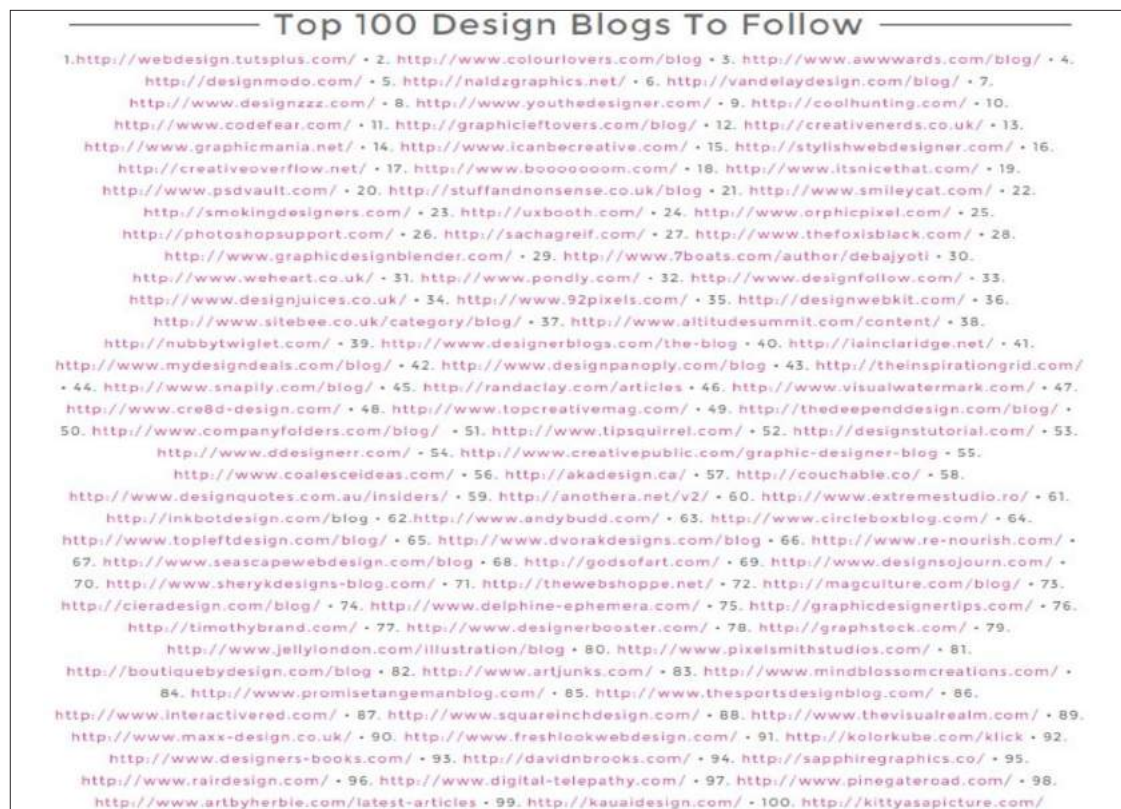 Top 100 Design Blogs To Follow
1.http://webdesign.tutsplus.com/ • 2. http://www.colourlovers.com/blog • 3. http://www.awwwards.com/blog/ • 4.
http://designmodo.com/ • 5. http://naldzgraphics.net/ • 6. http://vandelaydesign.com/blog/ • 7.
http://www.designzzz.com/ • 8. http://www.youthedesigner.com/ • 9. http://coolhunting.com/ • 10.
http://www.codefear.com/ • 11. http://graphicleftovers.com/blog/ • 12. http://creativenerds.co.uk/ • 13.
http://www.graphicmania.net/ • 14. http://www.icanbecreative.com/ • 15. http://stylishwebdesigner.com/ • 16.
http://creativeoverflow.net/ • 17. http://www.booooooom.com/ • 18. http://www.itsnicethat.com/ • 19.
http://www.psdvault.com/ • 20. http://stuffandnonsense.co.uk/blog • 21. http://www.smileycat.com/ • 22.
http://smokingdesigners.com/ • 23. http://uxbooth.com/ • 24. http://www.orphicpixel.com/ • 25.
http://photoshopsupport.com/ • 26. http://sachagreif.com/ • 27. http://www.thefoxisblack.com/ • 28.
http://www.graphicdesignblender.com/ • 29. http://www.7boats.com/author/debajyoti • 30.
http://www.weheart.co.uk/ • 31. http://www.pondly.com/ • 32. http://www.designfollow.com/ • 33.
http://www.designjuices.co.uk/ • 34. http://www.92pixels.com/ • 35. http://designwebkit.com/ • 36.
http://www.sitebee.co.uk/category/blog/ • 37. http://www.altitudesummit.com/content/ • 38.
http://nubbytwiglet.com/ • 39. http://www.designerblogs.com/the-blog • 40. http://iainclaridge.net/ • 41.
http://www.mydesigndeals.com/blog/ • 42. http://www.designpanoply.com/blog • 43. http://theinspirationgrid.com/
• 44. http://www.snaplly.com/blog/ • 45. http://randaclay.com/articles • 46. http://www.visualwatermark.com/ • 47.
http://www.cre8d-design.com/ • 48. http://www.topcreativemag.com/ • 49. http://thedeependdesign.com/blog/ •
50. http://www.companyfolders.com/blog/ • 51. http://www.tipsquirrel.com/ • 52. http://designstutorial.com/ • 53.
http://www.ddesignerr.com/ • 54. http://www.creativepublic.com/graphic-designer-blog • 55.
http://www.coalesceideas.com/ • 56. http://akadesign.ca/ • 57. http://couchable.co/ • 58.
http://www.designquotes.com.au/insiders/ • 59. http://anothera.net/v2/ • 60. http://www.extremestudio.ro/ • 61.
http://inkbotdesign.com/blog • 62.http://www.andybudd.com/ • 63. http://www.circleboxblog.com/ • 64.
http://www.topleftdesign.com/blog/ • 65. http://www.dvorakdesigns.com/blog • 66. http://www.re-nourish.com/ •
67. http://www.seascapewebdesign.com/blog • 68. http://godsofart.com/ • 69. http://www.designsojourn.com/ •
70. http://www.sherykdesigns-blog.com/ • 71. http://thewebshoppe.net/ • 72. http://magculture.com/blog/ • 73.
http://cieradesign.com/blog/ • 74. http://www.delphine-ephemera.com/ • 75. http://graphicdesignertips.com/ • 76.
http://timothybrand.com/ • 77. http://www.designerbooster.com/ • 78. http://graphstock.com/ • 79.
http://www.jellylondon.com/illustration/blog • 80. http://www.pixelsmithstudios.com/ • 81.
http://boutiquebydesign.com/blog • 82. http://www.artjunks.com/ • 83. http://www.mindblossomcreations.com/ •
84. http://www.promisetangemanblog.com/ • 85. http://www.thesportsdesignblog.com/ • 86.
http://www.interactivered.com/ • 87. http://www.squareinchdesign.com/ • 88. http://www.thevisualrealm.com/ • 89.
http://www.maxx-design.co.uk/ • 90. http://www.freshlookwebdesign.com/ • 91. http://kolorkube.com/klick • 92.
http://www.designers-books.com/ • 93. http://davidnbrooks.com/ • 94. http://sapphiregraphics.co/ • 95.
http://www.rairdesign.com/ • 96. http://www.digital-telepathy.com/ • 97. http://www.pinegateroad.com/ • 98.
http://www.artbyherbie.com/latest-articles • 99. http://kauaidesign.com/ • 100. http://kittyasapicture.com/